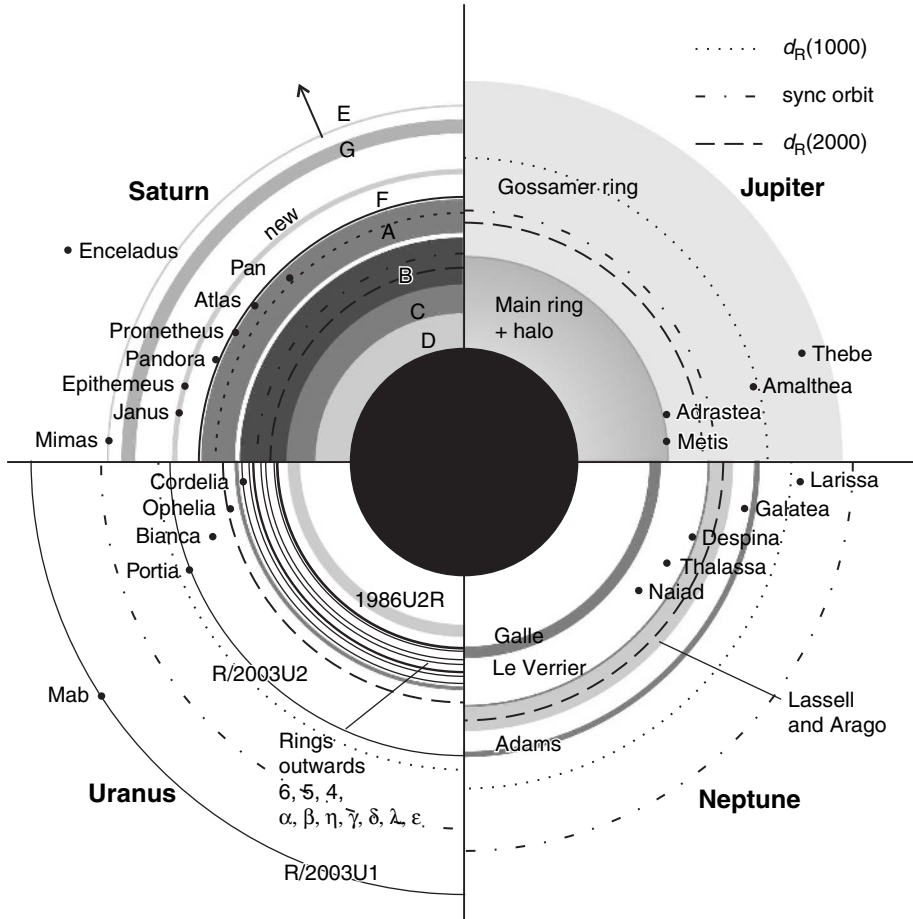 d_R(1000)
sync orbit
d_R(2000)
Saturn
Jupiter
E
G
new
F
A
B
C
D
Enceladus
Pan
Atlas
Prometheus
Pandora
Epithemeus
Janus
Mimas
Gossamer ring
Main ring
+ halo
Thebe
Amalthea
Adrastea
Metis
Cordelia
Ophelia
Bianca
Portia
Mab
1986U2R
R/2003U2
Rings
outwards
6, 5, 4,
α, β, η, γ, δ, λ, ε
R/2003U1
Uranus
Larissa
Galatea
Despina
Thalassa
Naiad
Galle
Le Verrier
Adams
Lassell
and Arago
Neptune